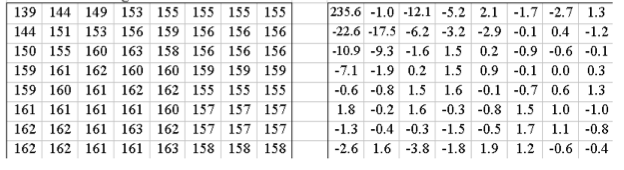 139 144 149 153 155 155 155 155 235.6 -1.0 -12.1 -5.2 2.1 -1.7 -2.7 1.3
144 151 153 156 159 156 156 156 -22.6 -17.5 -6.2 -3.2 -2.9 -0.1 0.4 -1.2
150 155 160 163 158 156 156 156 -10.9 -9.3 -1.6 1.5 0.2 -0.9 -0.6 -0.1
159 161 162 160 160 159 159 159 -7.1 -1.9 0.2 1.5 0.9 -0.1 0.0 0.3
159 160 161 162 162 155 155 155 -0.6 -0.8 1.5 1.6 -0.1 -0.7 0.6 1.3
161 161 161 161 160 157 157 157 1.8 -0.2 1.6 -0.3 -0.8 1.5 1.0 -1.0
162 162 161 163 162 157 157 157 -1.3 -0.4 -0.3 -1.5 -0.5 1.7 1.1 -0.8
162 162 161 161 163 158 158 158 -2.6 1.6 -3.8 -1.8 1.9 1.2 -0.6 -0.4